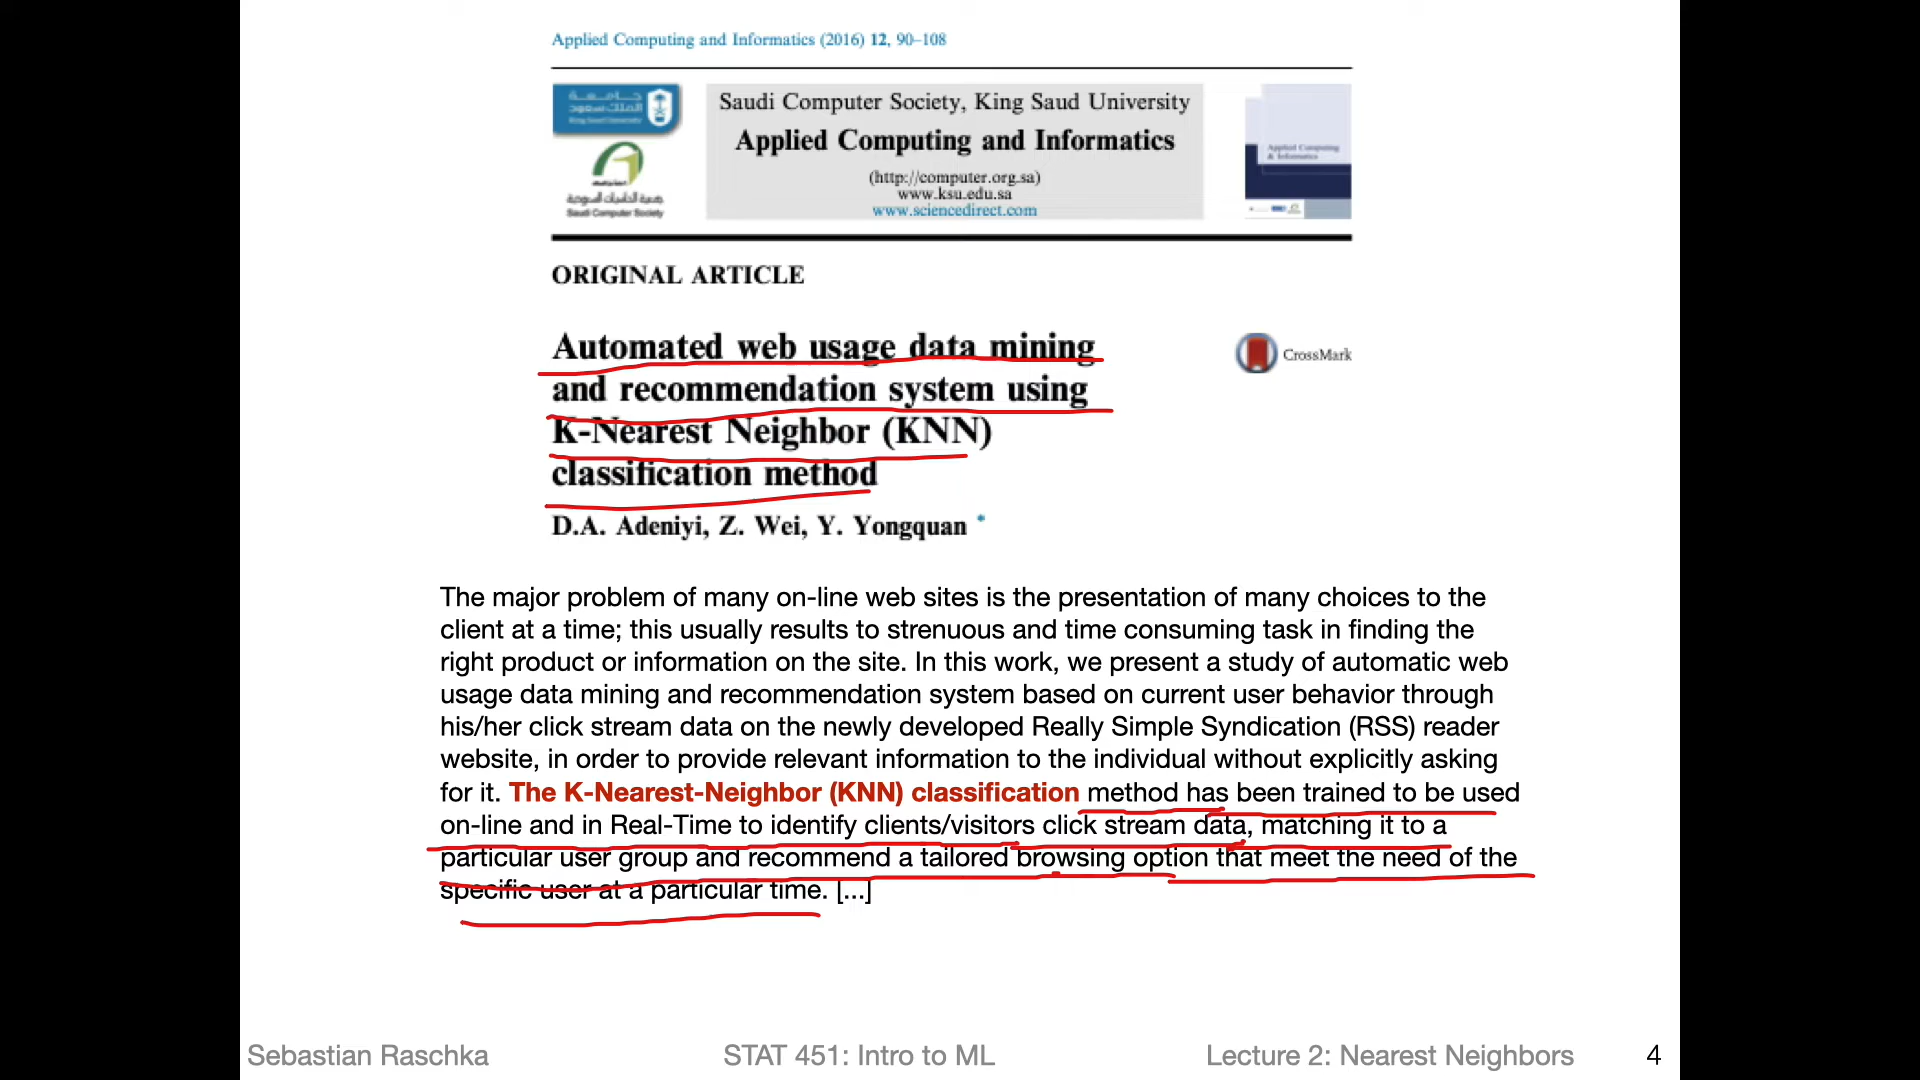 Applied Computing and Informatics (2016) 12, 90–108
Saudi Computer Society, King Saud University
Applied Computing and Informatics
(http://computer.org.sa)
www.ksu.edu.sa
www.sciencedirect.com
King Saud University
Saudi Computer Society
Applied Computing
& Informatics
ORIGINAL ARTICLE
Automated web usage data mining
and recommendation system using
K-Nearest Neighbor (KNN)
classification method
CrossMark
D.A. Adeniyi, Z. Wei, Y. Yongquan *
The major problem of many on-line web sites is the presentation of many choices to the
client at a time; this usually results to strenuous and time consuming task in finding the
right product or information on the site. In this work, we present a study of automatic web
usage data mining and recommendation system based on current user behavior through
his/her click stream data on the newly developed Really Simple Syndication (RSS) reader
website, in order to provide relevant information to the individual without explicitly asking
for it. The K-Nearest-Neighbor (KNN) classification method has been trained to be used
on-line and in Real-Time to identify clients/visitors click stream data, matching it to a
particular user group and recommend a tailored browsing option that meet the need of the
specific user at a particular time. [...]
Sebastian Raschka
STAT 451: Intro to ML
Lecture 2: Nearest Neighbors
4